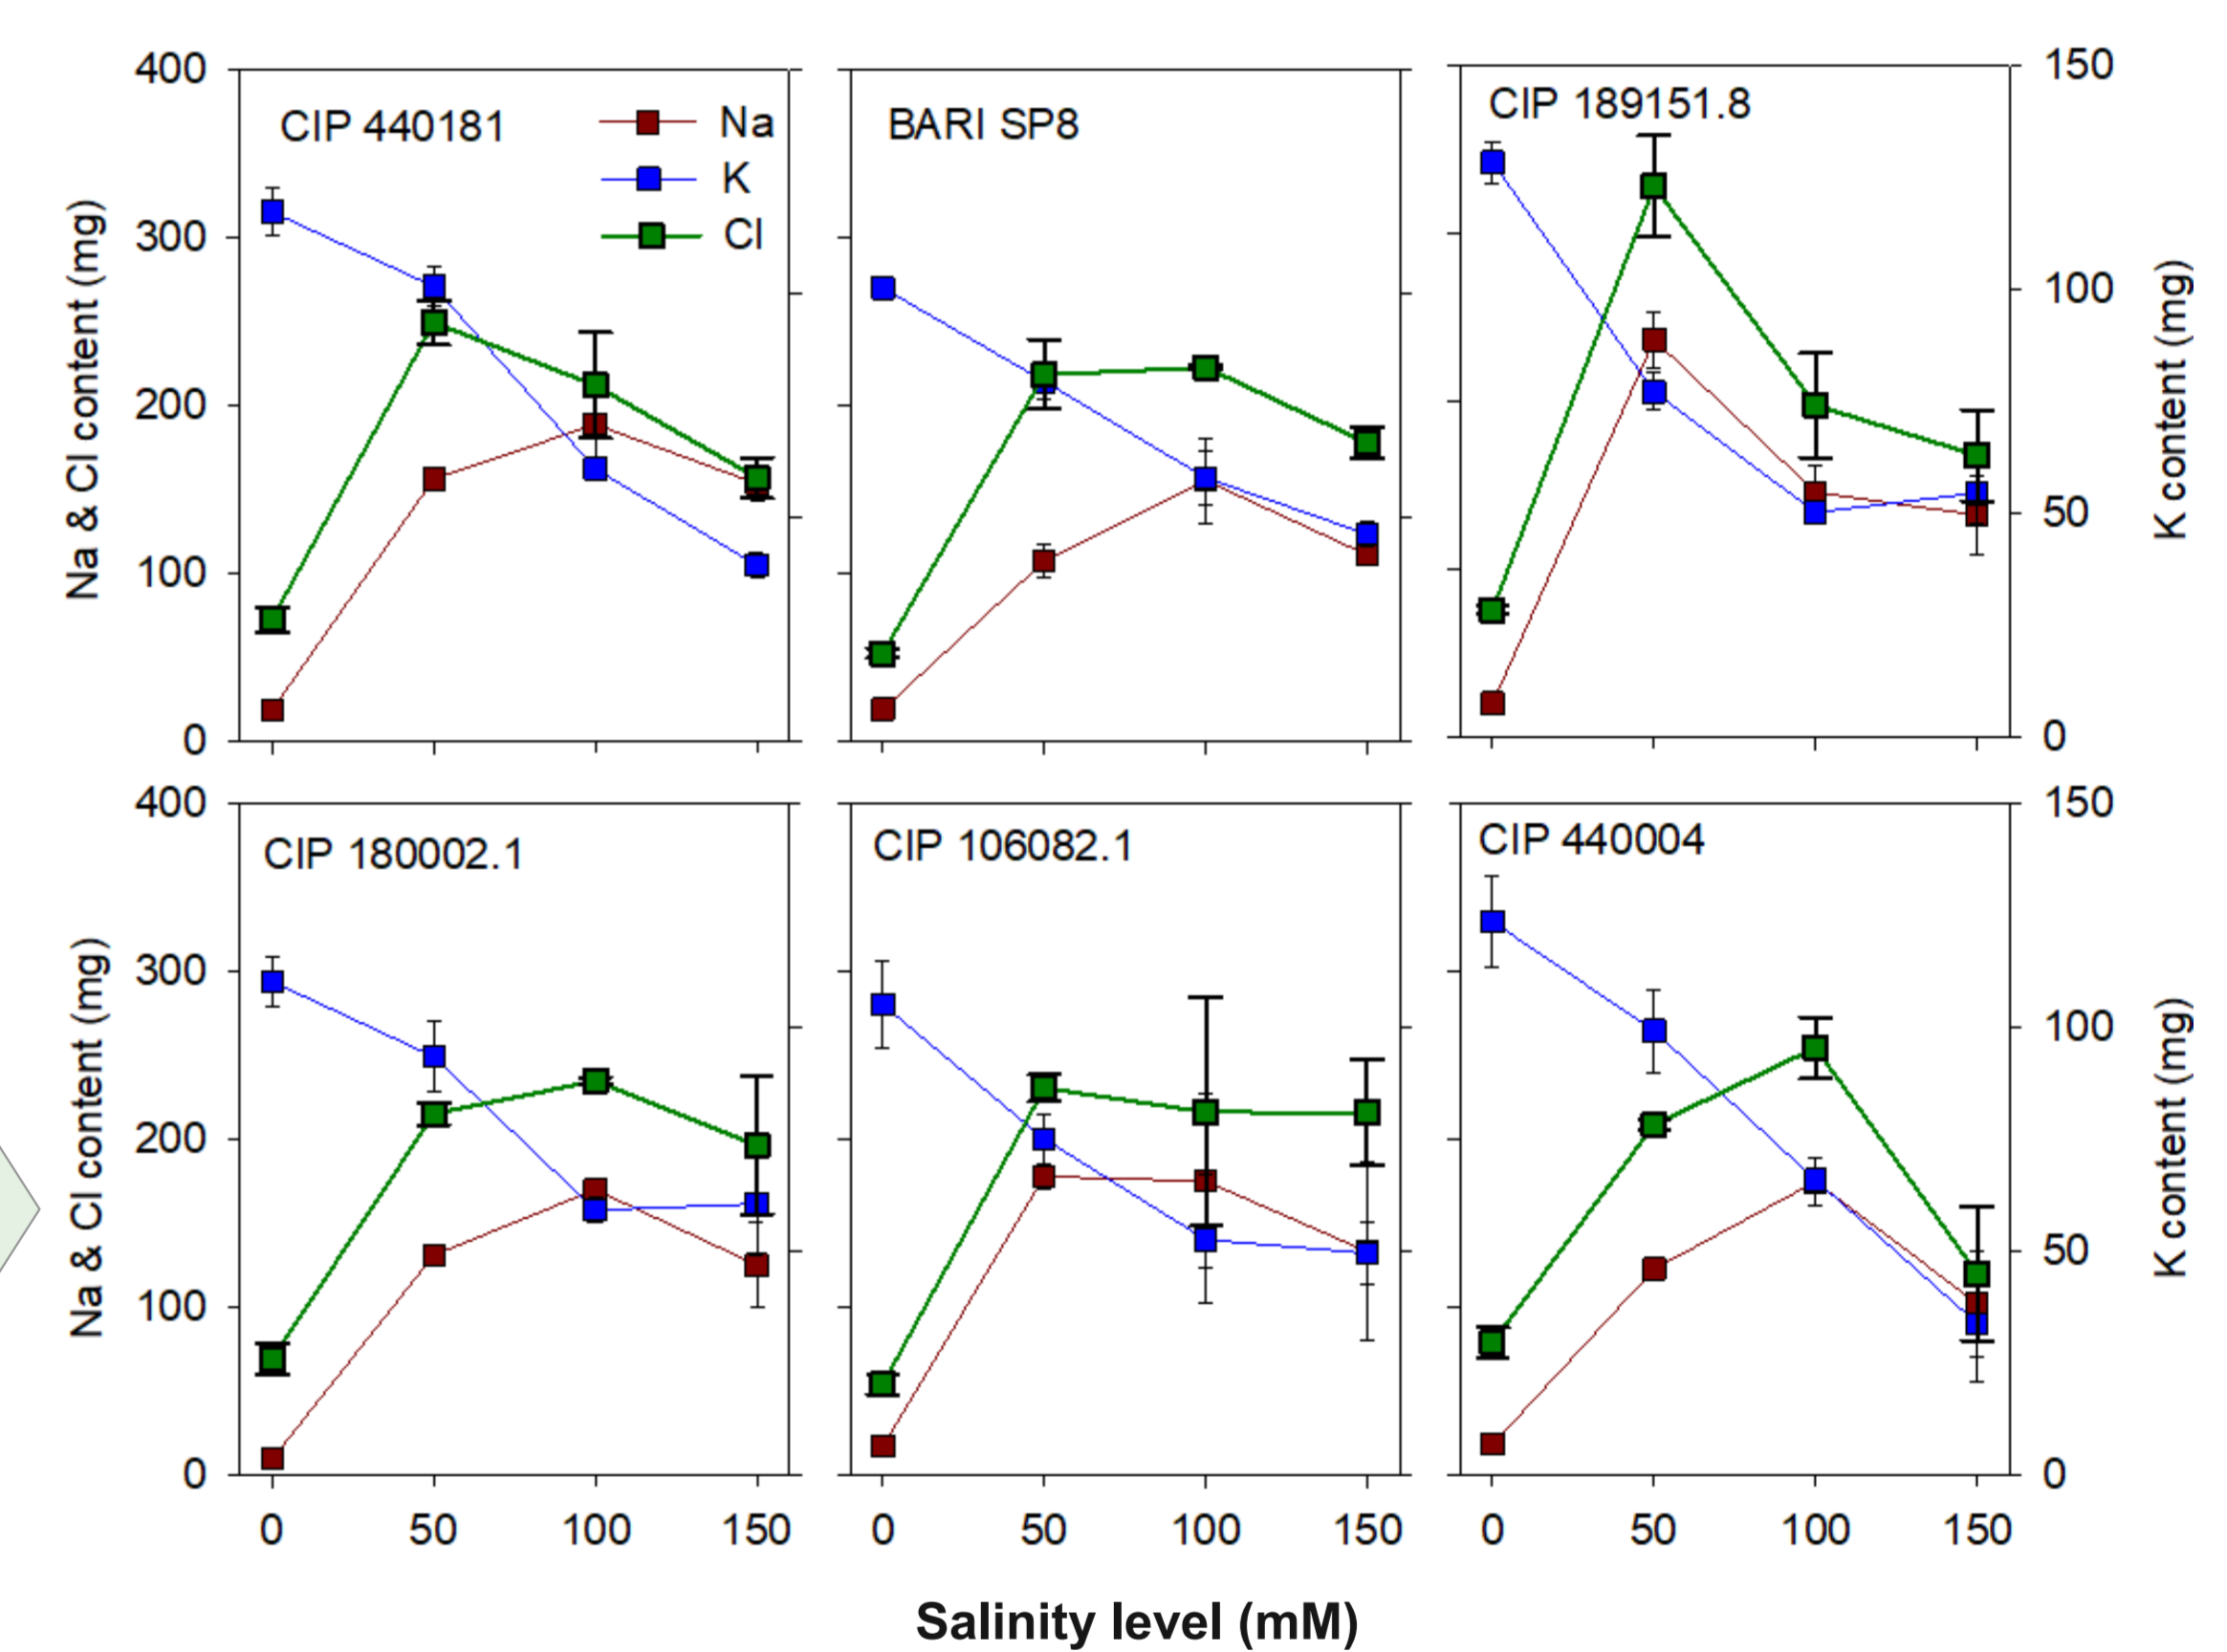 400
300
200
100
0
Na & Cl content (mg)
CIP 440181
Na
K
Cl
BARI SP8
CIP 189151.8
150
100
50
0
K content (mg)
400
300
200
100
0
Na & Cl content (mg)
CIP 180002.1
CIP 106082.1
CIP 440004
150
100
50
0
K content (mg)
0 50 100 150
0 50 100 150
0 50 100 150
Salinity level (mM)